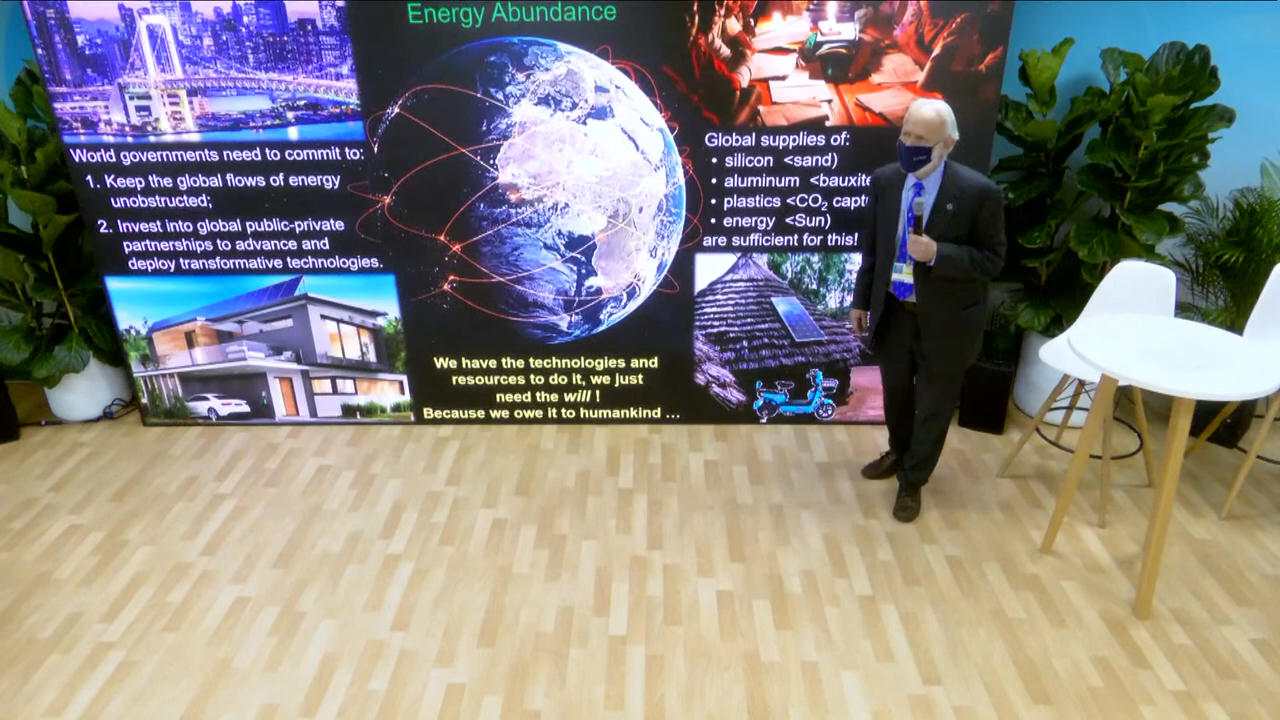 Energy Abundance
World governments need to commit to:
1. Keep the global flows of energy
unobstructed;
2. Invest into global public-private
partnerships to advance and
deploy transformative technologies.
We have the technologies and
resources to do it, we just
need the will !
Because we owe it to humankind ...
Global supplies of:
• silicon <sand)
• aluminum <bauxite
• plastics <CO₂ capt
• energy <Sun)
are sufficient for this!